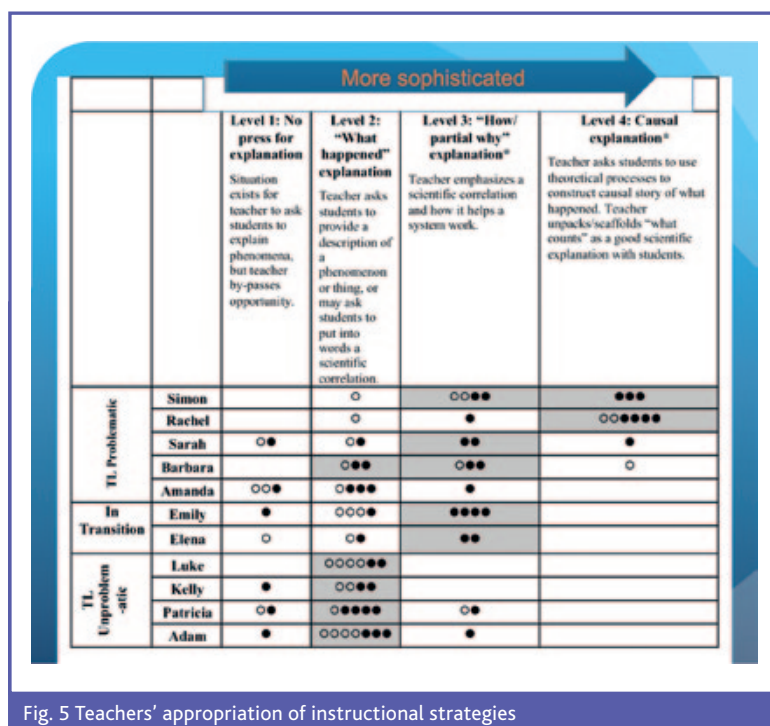 More sophisticated
Level 1: No
press for
explanation
Situation
exists for
teacher to ask
students to
explain
phenomena,
but teacher
by-passes
opportunity.
Level 2:
“What
happened”
explanation
Teacher asks
students to
provide a
description of
a
phenomenon
or thing, or
may ask
students to
put into
words a
scientific
correlation.
Level 3: “How/
partial why”
explanation*
Teacher emphasizes a
scientific correlation
and how it helps a
system work.
Level 4: Causal
explanation*
Teacher asks students to use
theoretical processes to
construct causal story of what
happened. Teacher
unpacks/scaffolds “what
counts” as a good scientific
explanation with students.
TL Problematic
Simon ○ ○○●● ●●●
Rachel ○ ● ○○●●●●
Sarah ○● ○● ●● ●
Barbara ○●● ○●● ○
Amanda ○○● ○●●● ●
In
Transition
Emily ● ○○○● ●●●●
Elena ○ ○● ●●
TL
Unproblem
-atic
Luke ○○○○●●
Kelly ● ○○●●
Patricia ○● ○●●●● ○●
Adam ● ○○○○●●● ●
Fig. 5 Teachers’ appropriation of instructional strategies